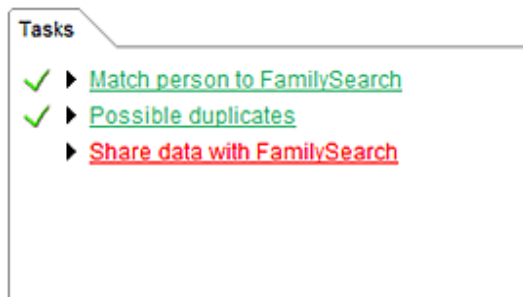 Tasks
Match person to FamilySearch
Possible duplicates
Share data with FamilySearch